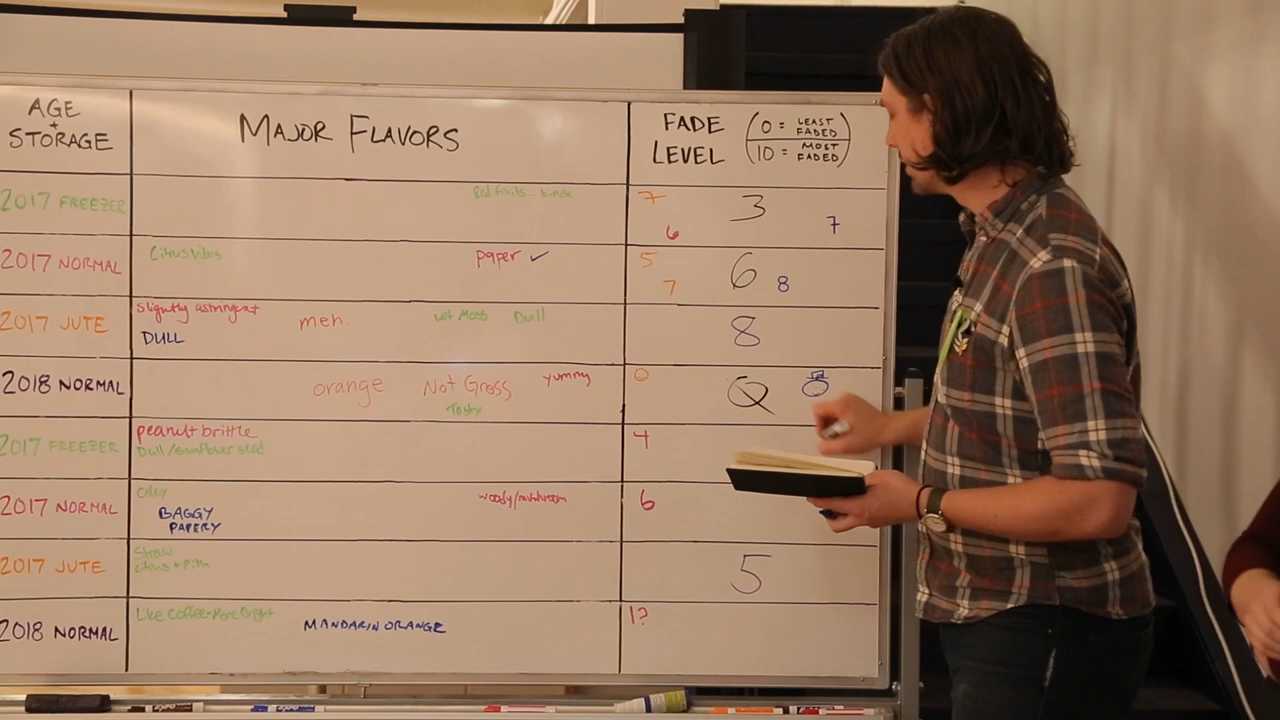 AGE
+
STORAGE
MAJOR FLAVORS
FADE
LEVEL
0 = LEAST
FADED
10 = MOST
FADED
2017 FREEZER
Red fruits... kinda
7
6
3
7
2017 NORMAL
Citrus vibes
paper ✓
5
7
6
8
2017 JUTE
slightly astringent
DULL
meh.
Wet Moss
Dull
8
2018 NORMAL
orange
Not Gross
yummy
Tasty
0
2017 FREEZER
peanut brittle
Dull/sunflower seed
4
2017 NORMAL
BAGGY
PAPERY
woody/mushroom
6
2017 JUTE
Straw
citrus + Pith
5
2018 NORMAL
Like coffee-More Bright
MANDARIN ORANGE
1?
EXPO